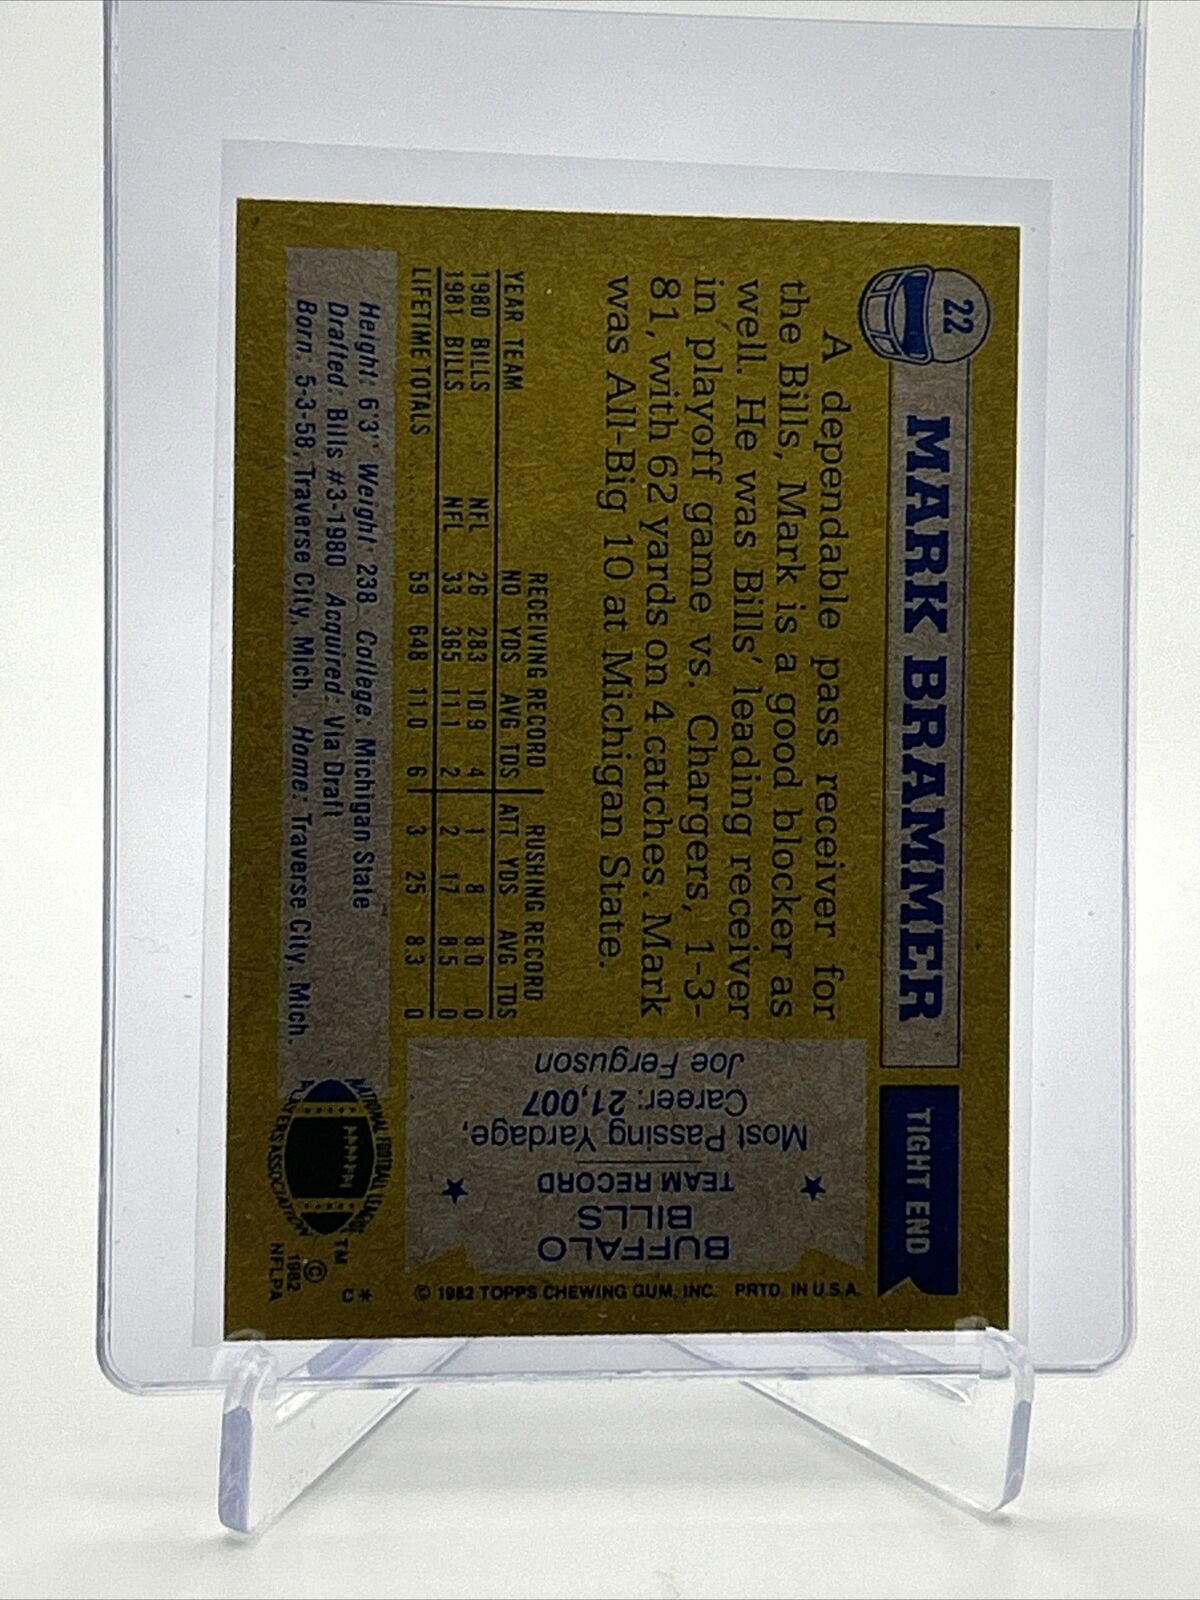 22
MARK BRAMMER
TIGHT END
A dependable pass receiver for
the Bills, Mark is a good blocker as
well. He was Bills' leading receiver
in playoff game vs. Chargers, 1-3-
81, with 62 yards on 4 catches. Mark
was All-Big 10 at Michigan State.
RECEIVING RECORD RUSHING RECORD
YEAR TEAM NO YDS AVG TDS ATT YDS AVG TDS
1980 BILLS NFL 26 283 10.9 4 1 8 8.0 0
1981 BILLS NFL 33 365 11.1 2 2 17 8.5 0
LIFETIME TOTALS 59 648 11.0 6 3 25 8.3 0
Height: 6'3" Weight: 238 College: Michigan State
Drafted: Bills #3-1980 Acquired: Via Draft
Born: 5-3-58, Traverse City, Mich. Home: Traverse City, Mich.
BUFFALO
BILLS
TEAM RECORD
Most Passing Yardage,
Career: 21,007
Joe Ferguson
NATIONAL FOOTBALL LEAGUE
PLAYERS ASSOCIATION
TM
©
1982
NFLPA
C*
© 1982 TOPPS CHEWING GUM, INC. PRTD. IN U.S.A.